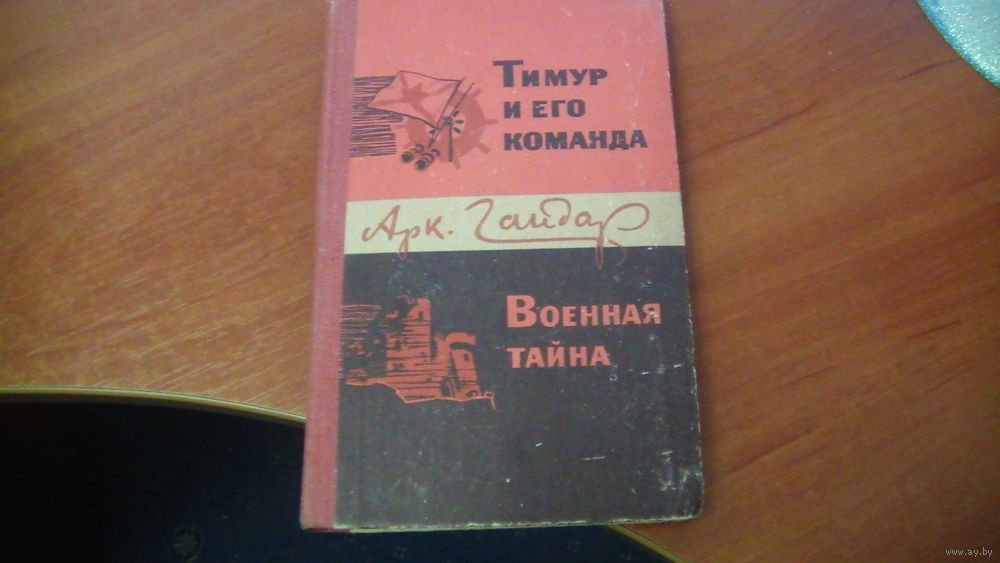 Тимур
и его
команда
Арк. Гайдар
Военная
тайна
www.ay.by